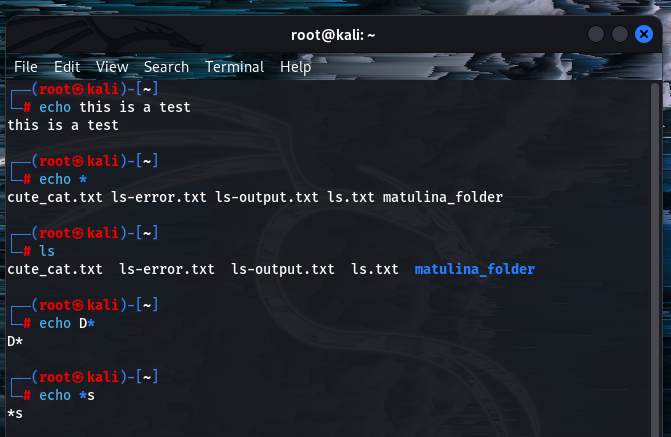 root@kali: ~
File Edit View Search Terminal Help
┌──(root㉿kali)-[~]
└─# echo this is a test
this is a test
┌──(root㉿kali)-[~]
└─# echo *
cute_cat.txt ls-error.txt ls-output.txt ls.txt matulina_folder
┌──(root㉿kali)-[~]
└─# ls
cute_cat.txt  ls-error.txt  ls-output.txt  ls.txt  matulina_folder
┌──(root㉿kali)-[~]
└─# echo D*
D*
┌──(root㉿kali)-[~]
└─# echo *s
*s